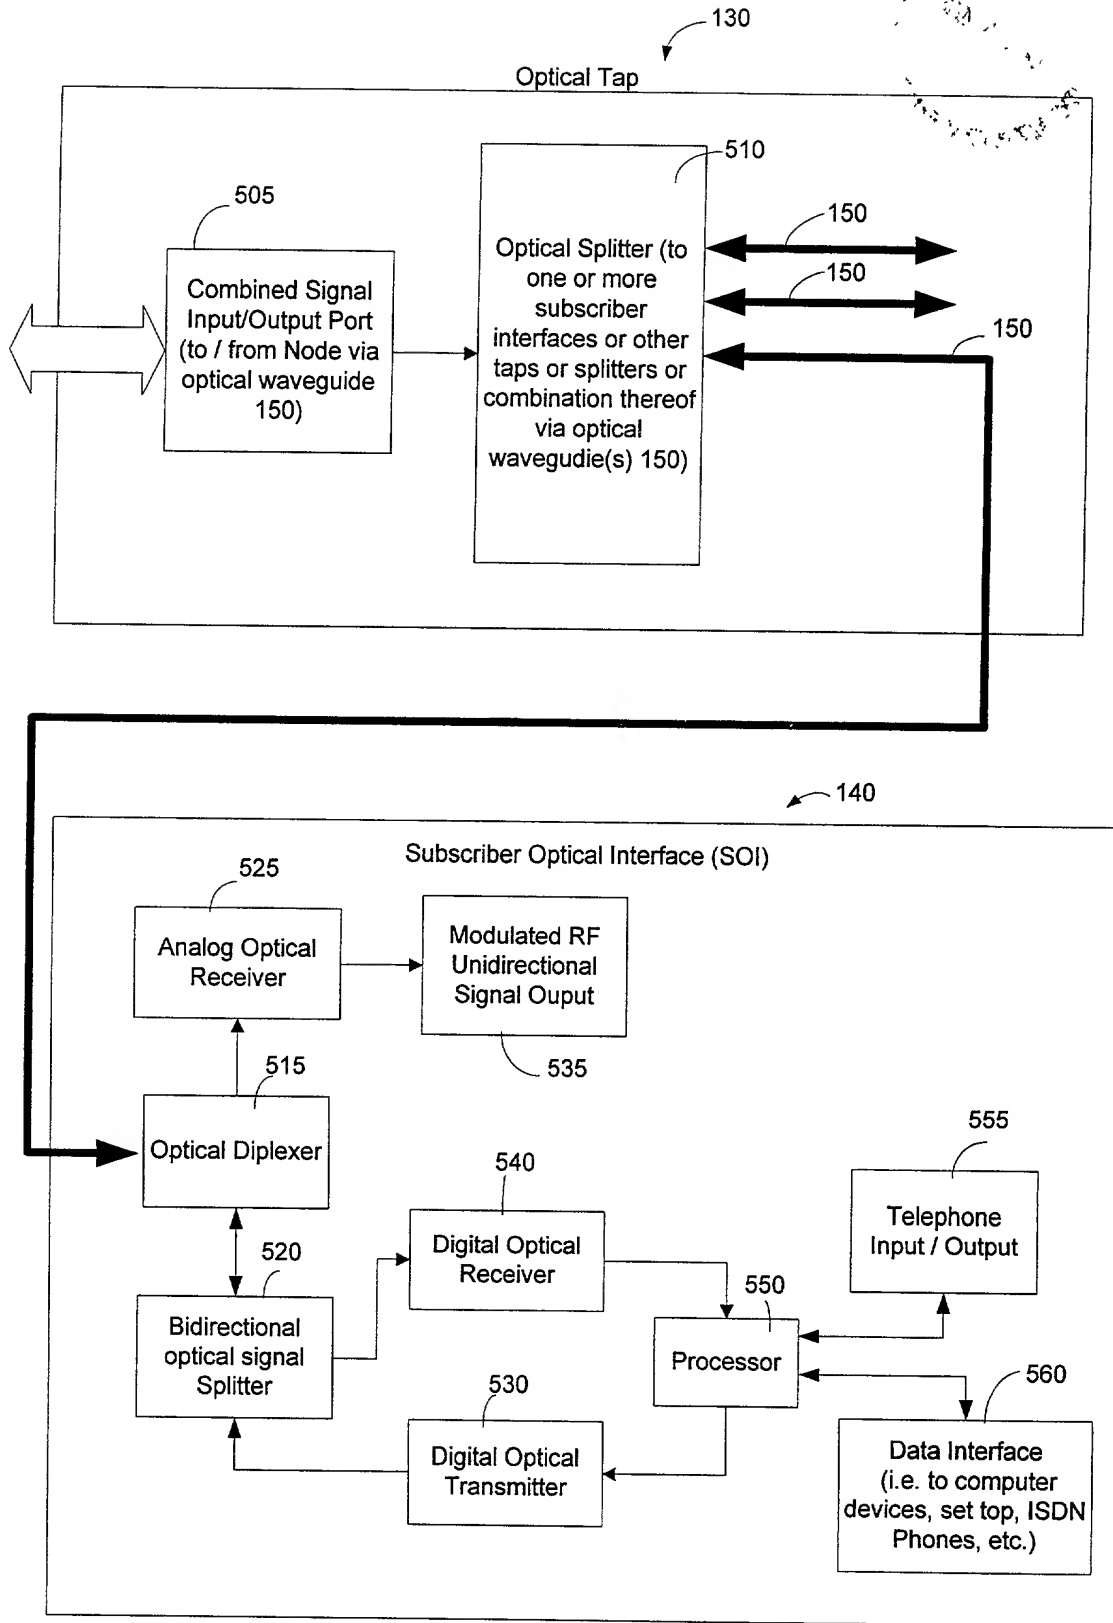 130
Optical Tap
510
505
150
Combined Signal
Input/Output Port
(to / from Node via
optical waveguide
150)
Optical Splitter (to
one or more
subscriber
interfaces or other
taps or splitters or
combination thereof
via optical
wavegudie(s) 150)
150
150
140
Subscriber Optical Interface (SOI)
525
Analog Optical
Receiver
Modulated RF
Unidirectional
Signal Ouput
535
515
Optical Diplexer
555
540
Telephone
Input / Output
Digital Optical
Receiver
520
550
Bidirectional
optical signal
Splitter
Processor
530
560
Digital Optical
Transmitter
Data Interface
(i.e. to computer
devices, set top, ISDN
Phones, etc.)